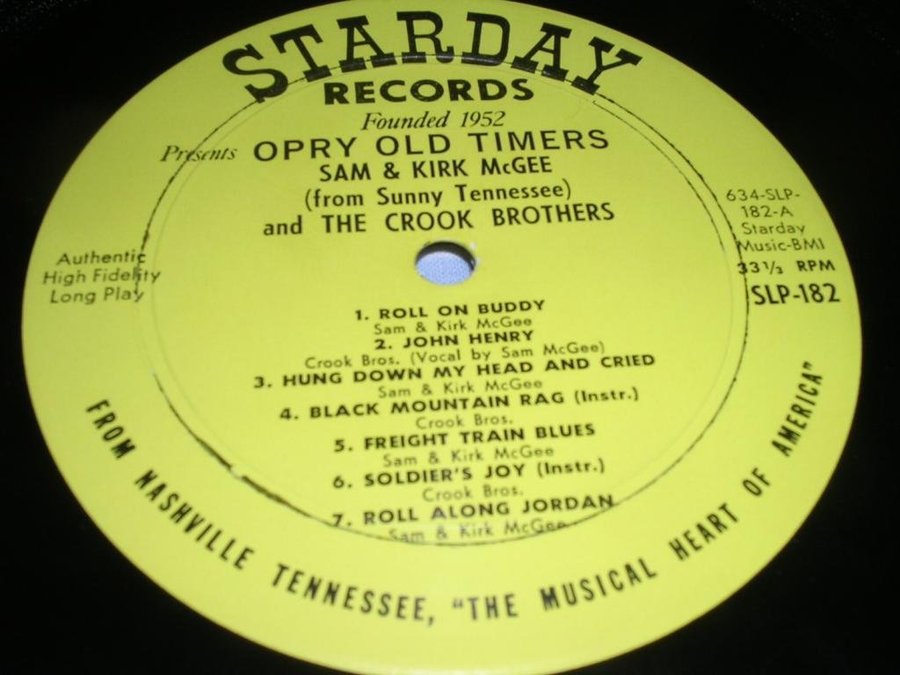 STARDAY
RECORDS
Founded 1952
Presents OPRY OLD TIMERS
SAM & KIRK McGEE
(from Sunny Tennessee)
and THE CROOK BROTHERS
Authentic
High Fidelity
Long Play
634-SLP-
182-A
Starday
Music-BMI
33⅓ RPM
SLP-182
1. ROLL ON BUDDY
Sam & Kirk McGee
2. JOHN HENRY
Crook Bros. (Vocal by Sam McGee)
3. HUNG DOWN MY HEAD AND CRIED
Sam & Kirk McGee
4. BLACK MOUNTAIN RAG (Instr.)
Crook Bros.
5. FREIGHT TRAIN BLUES
Sam & Kirk McGee
6. SOLDIER'S JOY (Instr.)
Crook Bros.
7. ROLL ALONG JORDAN
Sam & Kirk McGee
FROM NASHVILLE TENNESSEE, "THE MUSICAL HEART OF AMERICA"